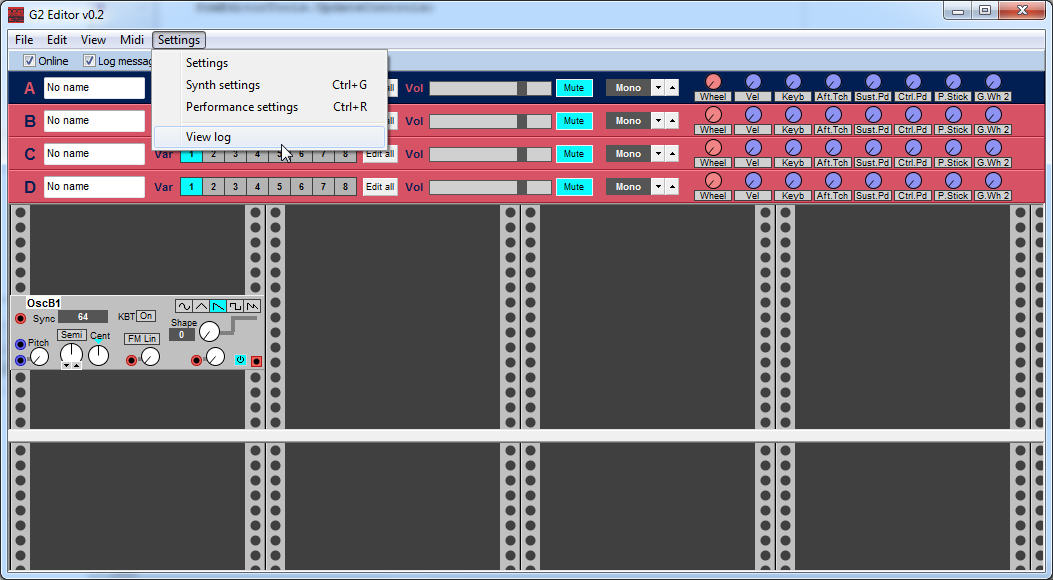 G2 Editor v0.2
File Edit View Midi Settings
Online Log messag
Settings
Synth settings Ctrl+G
Performance settings Ctrl+R
View log
A No name all Vol Mute Mono Wheel Vel Keyb Aft.Tch Sust.Pd Ctrl.Pd P.Stick G.Wh 2
B No name all Vol Mute Mono Wheel Vel Keyb Aft.Tch Sust.Pd Ctrl.Pd P.Stick G.Wh 2
C No name Var 1 2 3 4 5 6 7 8 Edit all Vol Mute Mono Wheel Vel Keyb Aft.Tch Sust.Pd Ctrl.Pd P.Stick G.Wh 2
D No name Var 1 2 3 4 5 6 7 8 Edit all Vol Mute Mono Wheel Vel Keyb Aft.Tch Sust.Pd Ctrl.Pd P.Stick G.Wh 2
OscB1
Sync 64 KBT On
Shape
0
Pitch Semi Cent FM Lin